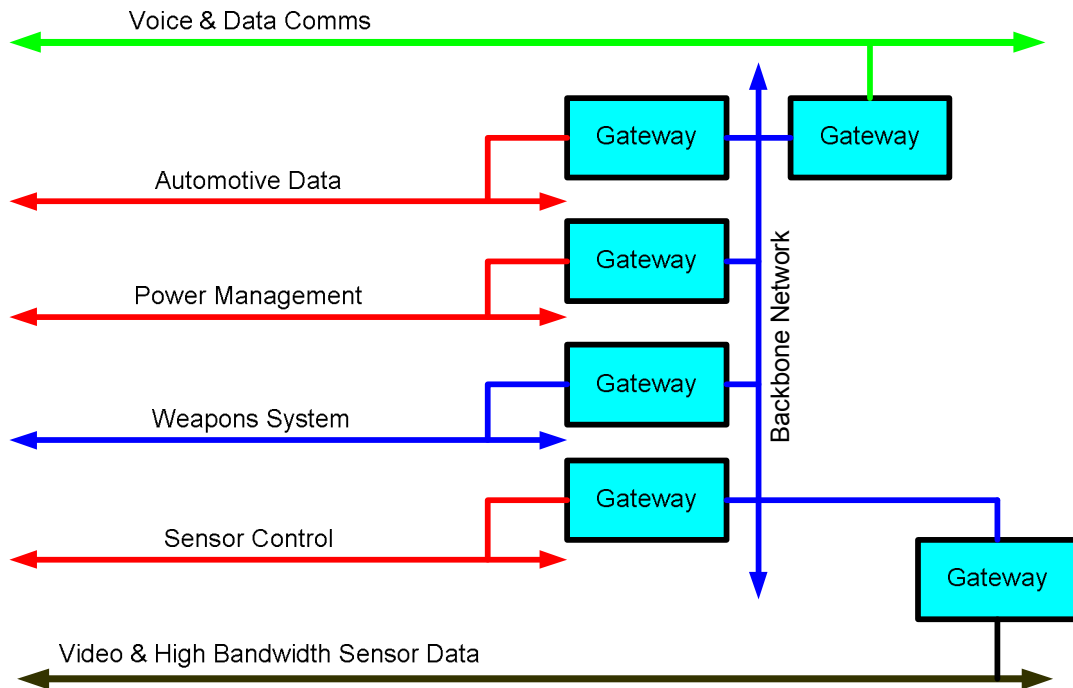 Voice & Data Comms
Gateway
Gateway
Automotive Data
Gateway
Power Management
Backbone Network
Gateway
Weapons System
Gateway
Sensor Control
Gateway
Video & High Bandwidth Sensor Data